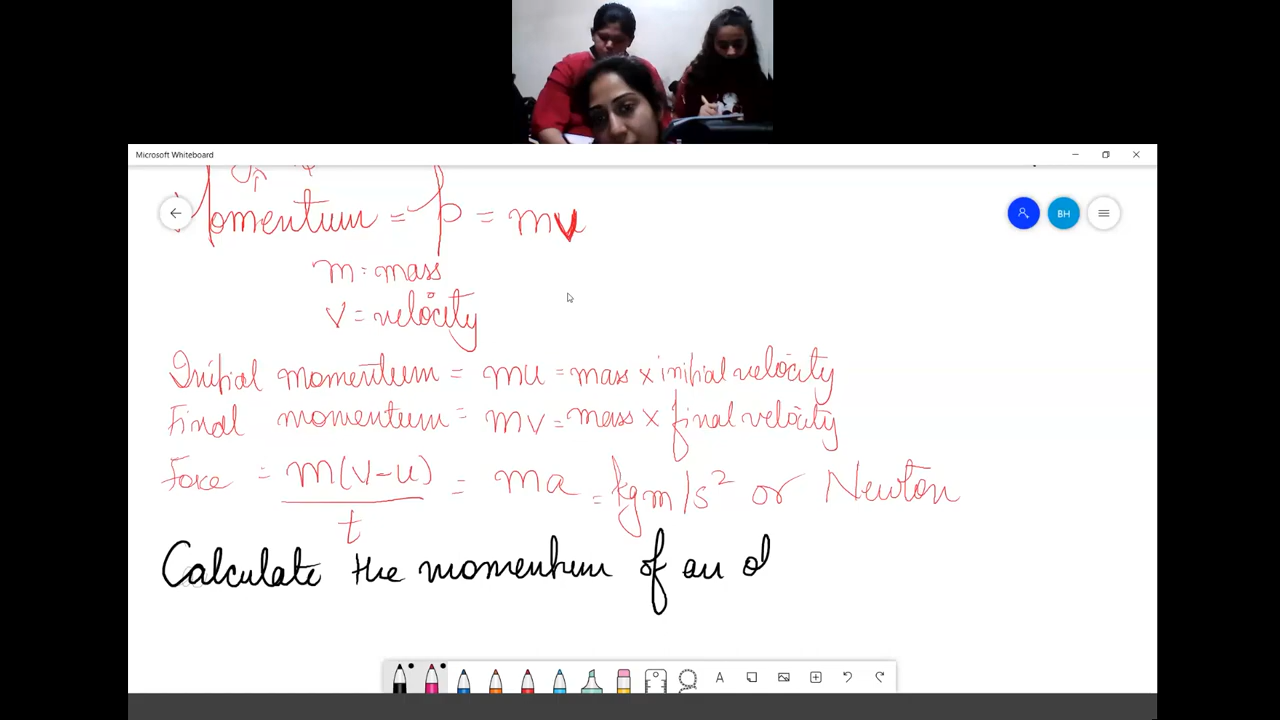 Microsoft Whiteboard
Momentum = p = mv
m = mass
v = velocity
BH
Initial momentum = mu = mass x initial velocity
Final momentum = mv = mass x final velocity
Force = m(v-u) / t = ma = kgm/s² or Newton
Calculate the momentum of an
A